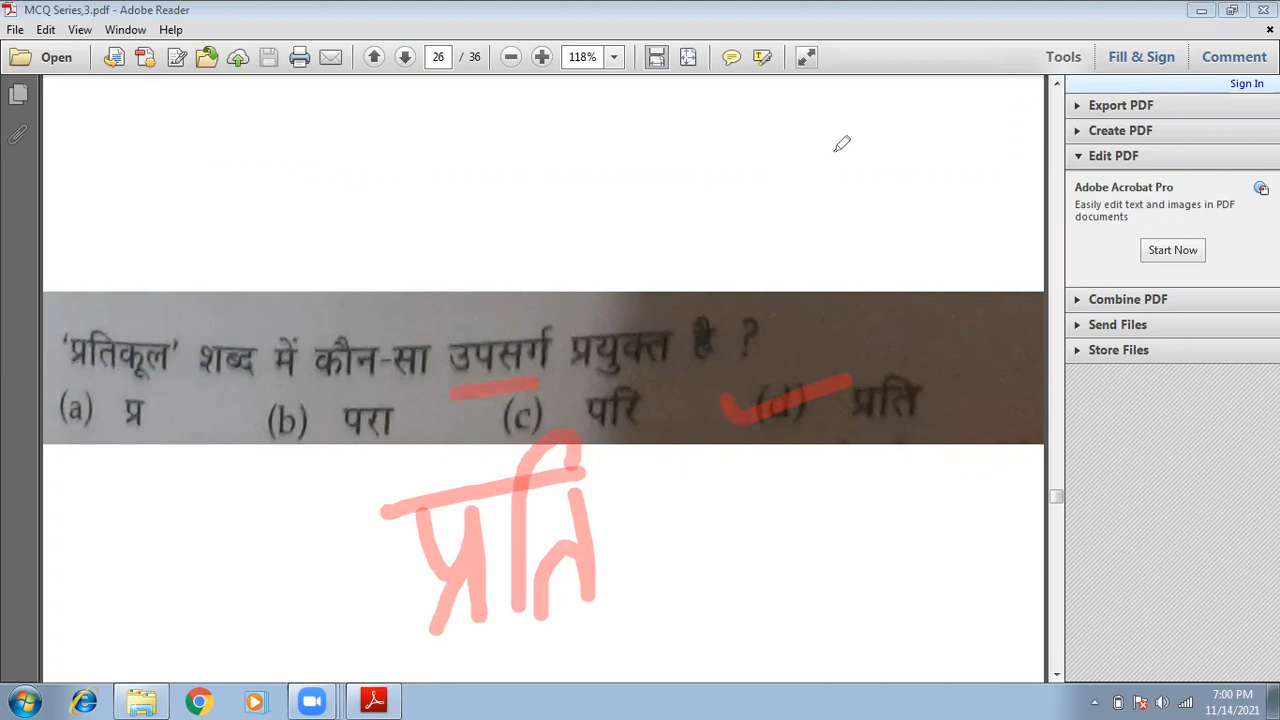 MCQ Series,3.pdf - Adobe Reader
File Edit View Window Help
Open 26 / 36 118% Tools Fill & Sign Comment
Sign In
Export PDF
Create PDF
Edit PDF
Adobe Acrobat Pro
Easily edit text and images in PDF
documents
Start Now
Combine PDF
Send Files
Store Files
'प्रतिकूल' शब्द में कौन-सा उपसर्ग प्रयुक्त है ?
(a) प्र (b) परा (c) परि (d) प्रति
प्रति
7:00 PM
11/14/2021